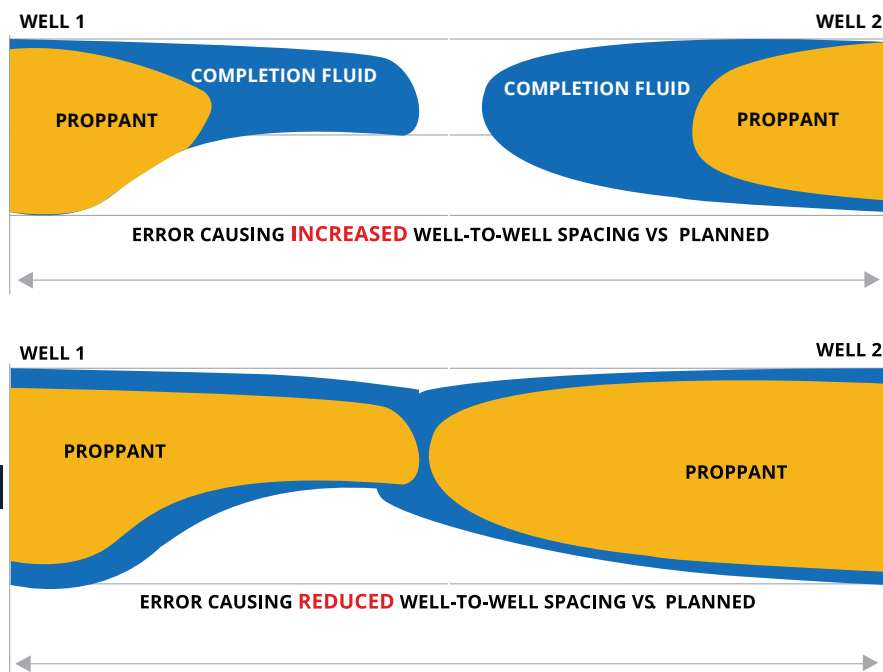 WELL 1
WELL 2
COMPLETION FLUID
COMPLETION FLUID
PROPPANT
PROPPANT
ERROR CAUSING INCREASED WELL-TO-WELL SPACING VS PLANNED
WELL 1
WELL 2
PROPPANT
PROPPANT
ERROR CAUSING REDUCED WELL-TO-WELL SPACING VS. PLANNED